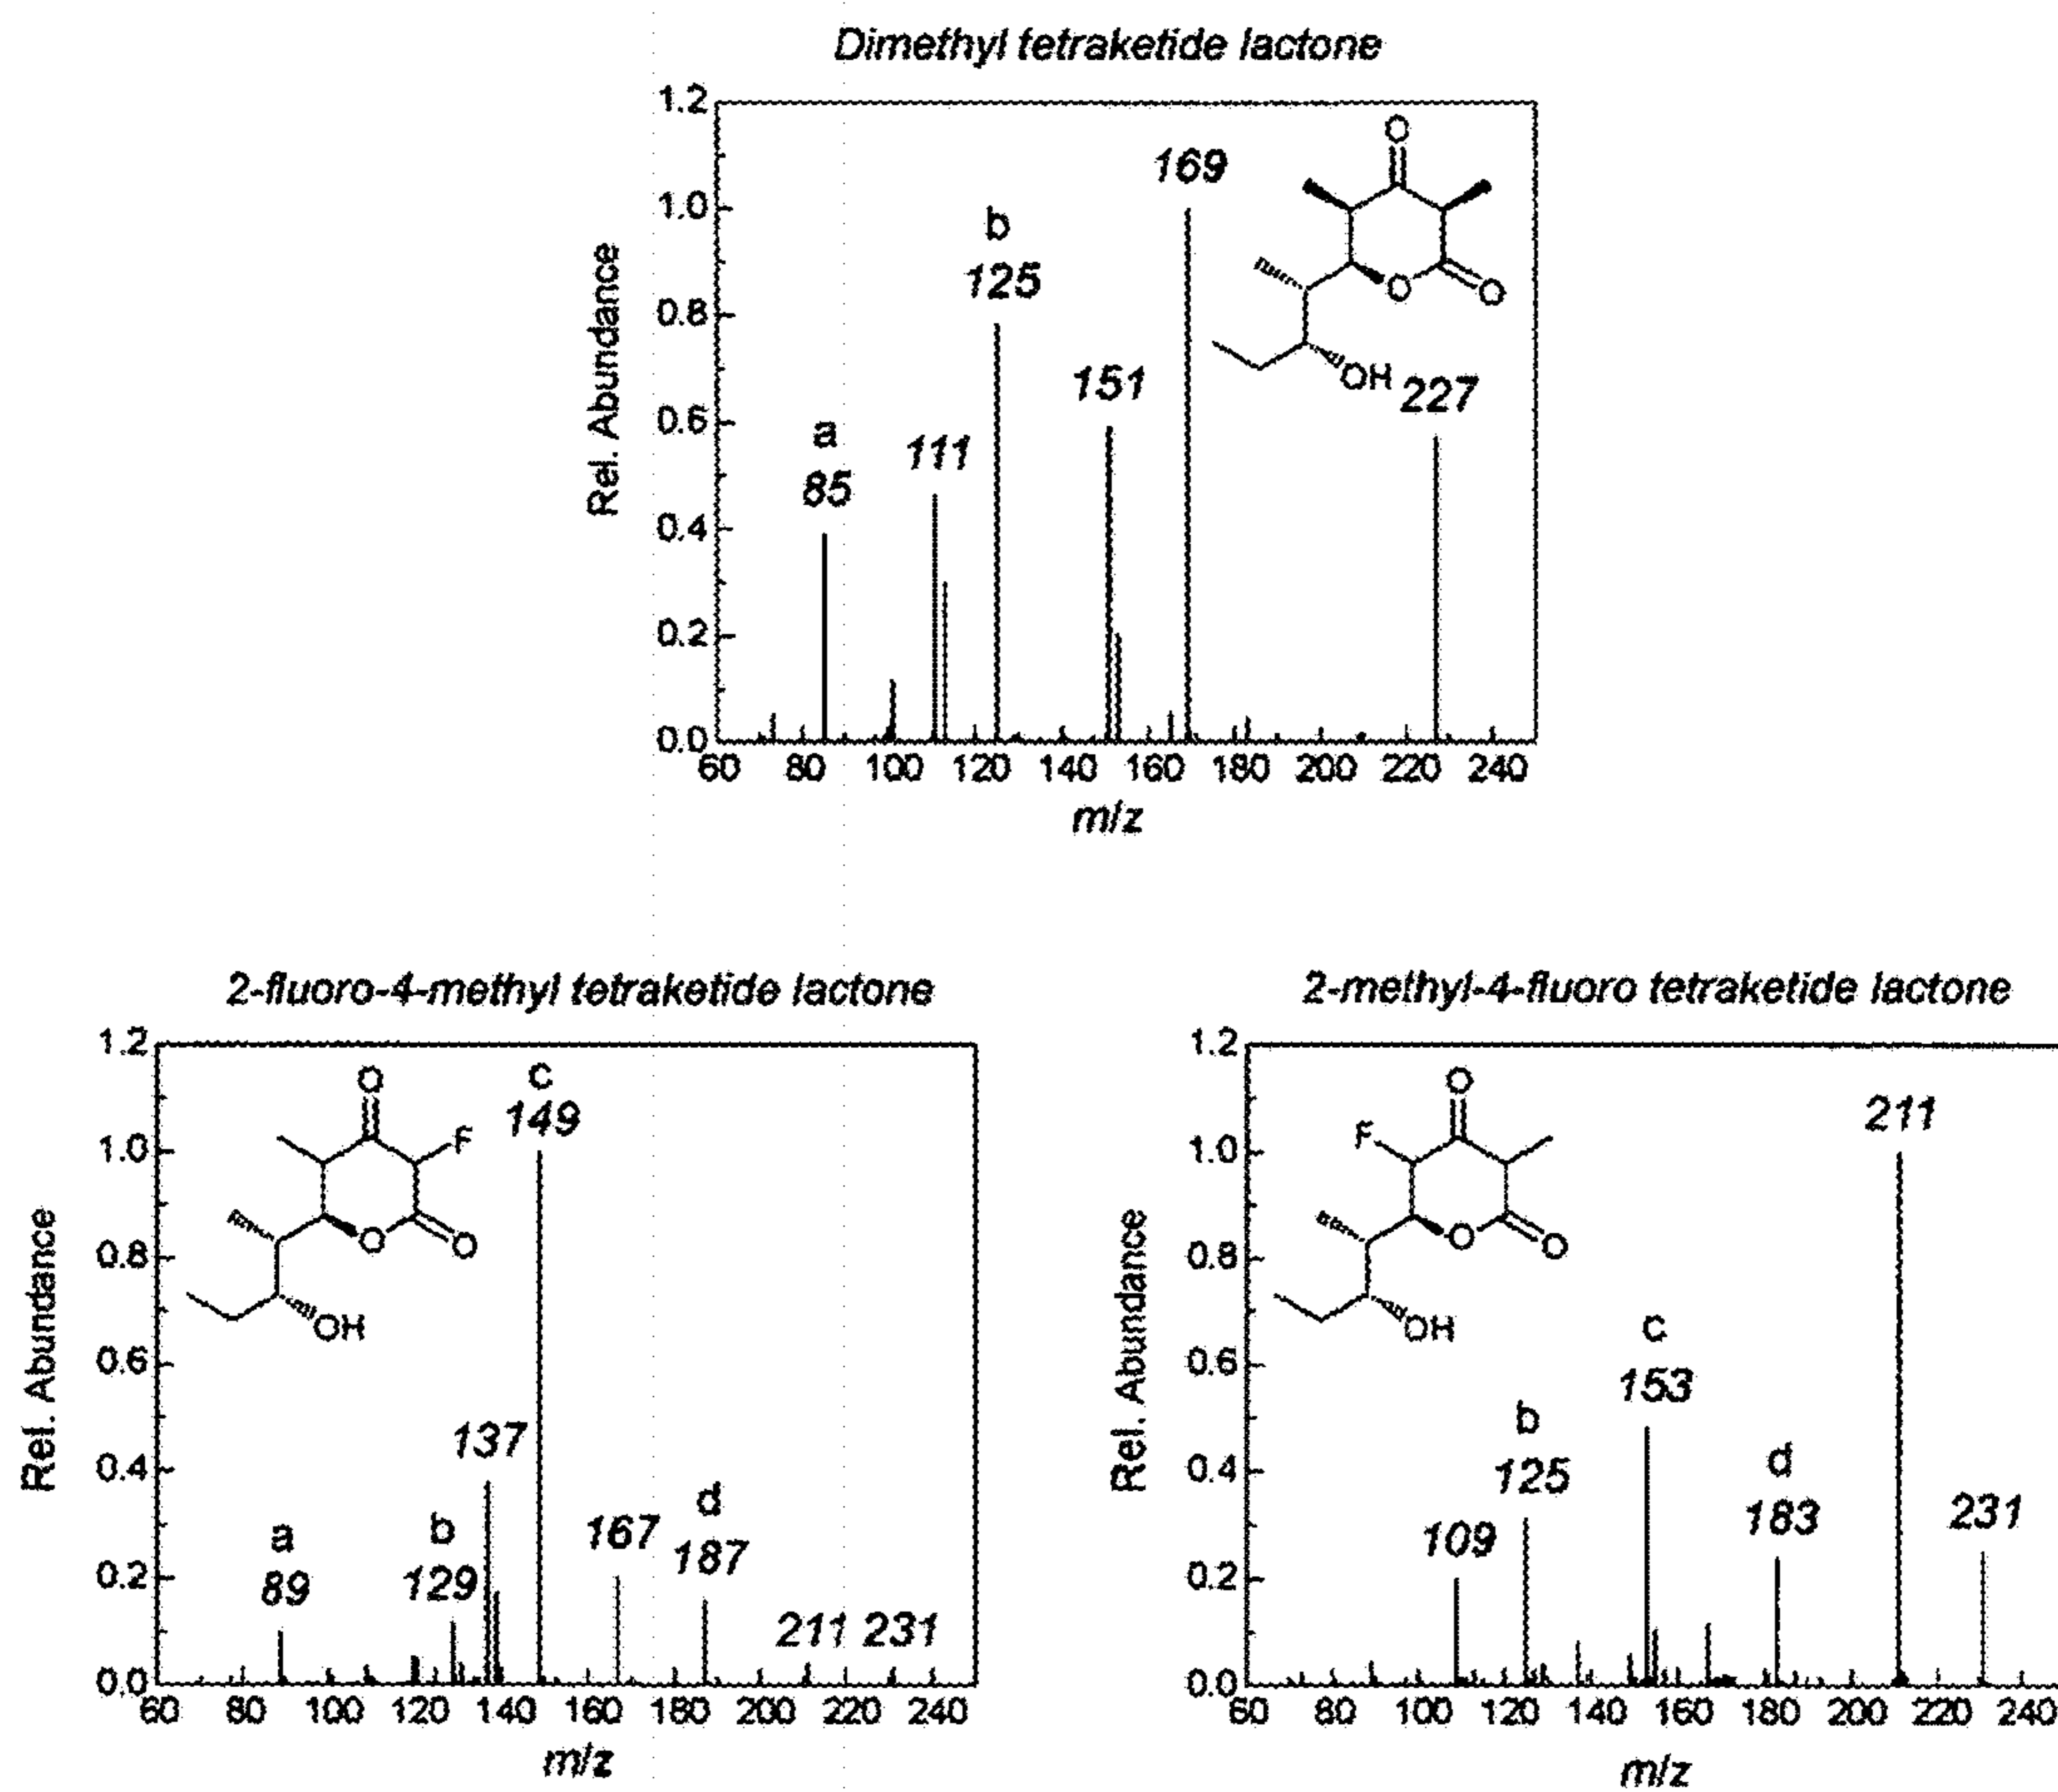 Dimethyl tetraketide lactone
1.2
1.0
0.8
0.6
0.4
0.2
0.0
Rel. Abundance
a
85
111
b
125
151
169
227
O
O
O
OH
60 80 100 120 140 160 180 200 220 240
m/z
2-fluoro-4-methyl tetraketide lactone
1.2
1.0
0.8
0.6
0.4
0.2
0.0
Rel. Abundance
O
F
O
O
OH
a
89
b
129
137
c
149
167
d
187
211 231
60 80 100 120 140 160 180 200 220 240
m/z
2-methyl-4-fluoro tetraketide lactone
1.2
1.0
0.8
0.6
0.4
0.2
0.0
Rel. Abundance
O
F
O
O
OH
109
b
125
c
153
d
183
211
231
60 80 100 120 140 160 180 200 220 240
m/z